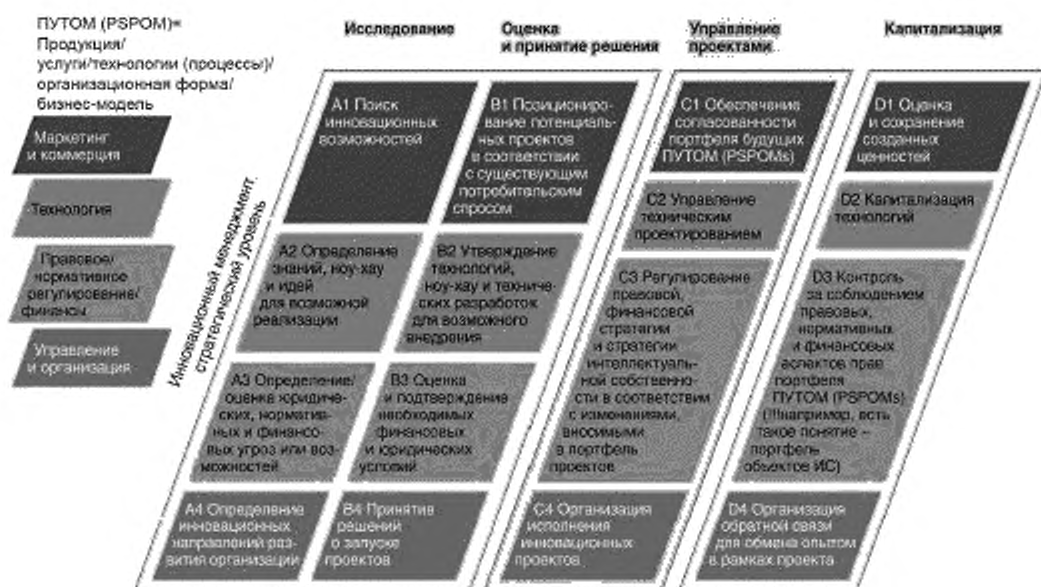 ПУТОМ (PSPOM)=
Продукция/
услуги/технологии (процессы)/
организационная форма/
бизнес-модель
Маркетинг
и коммерция
Технология
Правовое/
нормативное
регулирование/
финансы
Управление
и организация
Инновационный менеджмент.
стратегический уровень
Исследование
Оценка
и принятие решения
Управление
проектами
Капитализация
A1 Поиск
инновационных
возможностей
B1 Позициониро-
вание потенциаль-
ных проектов
в соответствии
с существующим
потребительским
спросом
C1 Обеспечение
согласованности
портфеля будущих
ПУТОМ (PSPOMs)
D1 Оценка
и сохранение
созданных
ценностей
A2 Определение
знаний, ноу-хау
и идей
для возможной
реализации
B2 Утверждение
технологий,
ноу-хау и техниче-
ских разработок
для возможного
внедрения
C2 Управление
техническим
проектированием
D2 Капитализация
технологий
A3 Определение/
оценка юридиче-
ских, норматив-
ных и финансо-
вых угроз или воз-
можностей
B3 Оценка
и подтверждение
необходимых
финансовых
и юридических
условий
C3 Регулирование
правовой,
финансовой
стратегии
и стратегии
интеллектуаль-
ной собственно-
сти в соответствии
с изменениями,
вносимыми
в портфель
проектов
D3 Контроль
за соблюдением
правовых,
нормативных
и финансовых
аспектов прав
портфеля
ПУТОМ (PSPOMs)
(!!!например, есть
такое понятие –
портфель
объектов ИС)
A4 Определение
инновационных
направлений раз-
вития организации
B4 Принятие
решений
о запуске
проектов
C4 Организация
исполнения
инновационных
проектов
D4 Организация
обратной связи
для обмена опытом
в рамках проекта